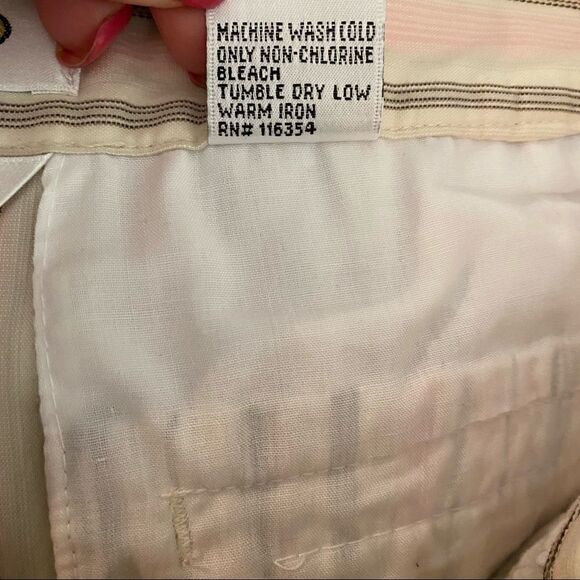 MACHINE WASH COLD
ONLY NON-CHLORINE
BLEACH
TUMBLE DRY LOW
WARM IRON
RN# 116354